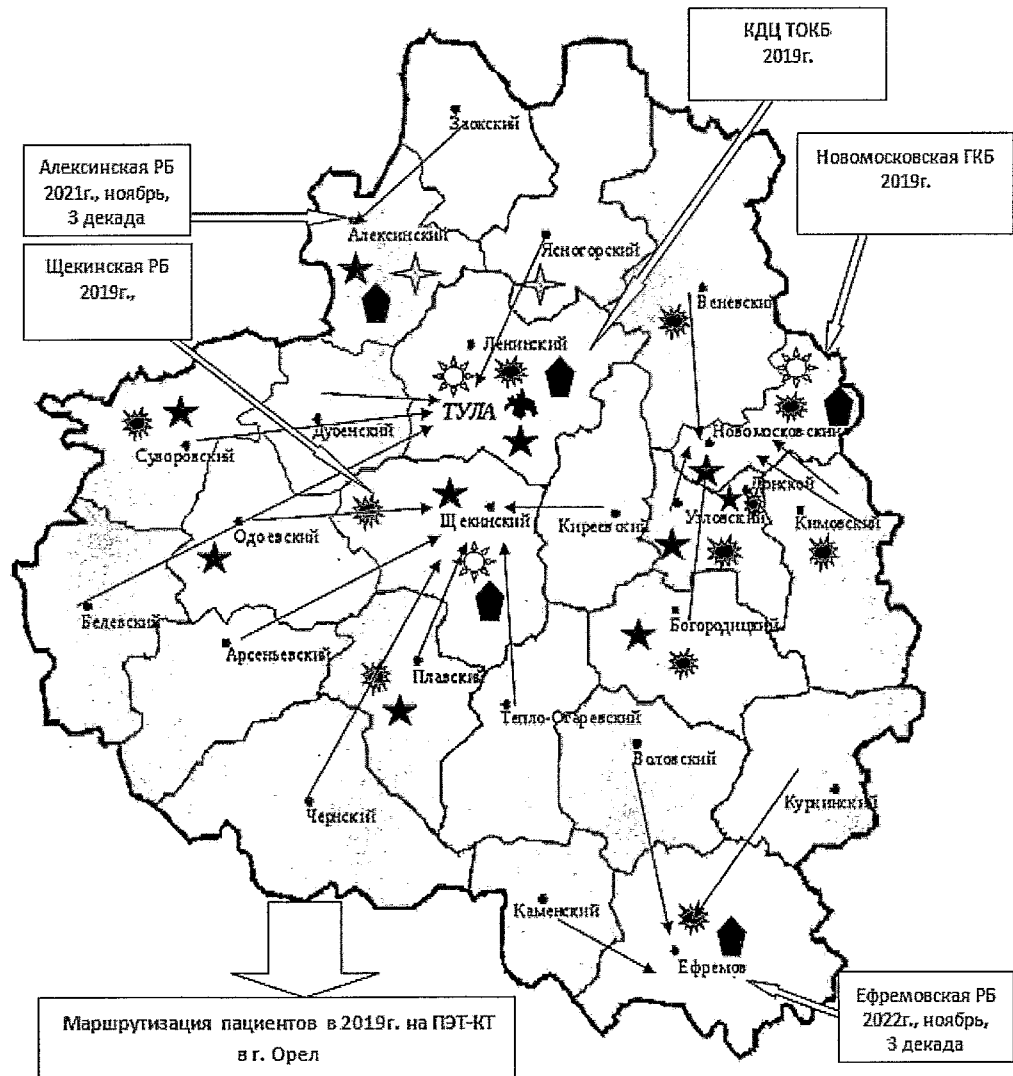 КДЦ ТОКБ
2019г.
Заокский
Алексинская РБ
2021г., ноябрь,
3 декада
Новомосковская ГКБ
2019г.
Алексинский
Ясногорский
Щекинская РБ
2019г.,
Веневский
Ленинский
ТУЛА
Дубенский
Суворовский
Новомосковский
Донской
Узловский
Щекинский
Киреевский
Кимовский
Одоевский
Белевский
Богородицкий
Арсеньевский
Плавский
Тепло-Огаревский
Воловский
Куркинский
Чернский
Каменский
Ефремов
Ефремовская РБ
2022г., ноябрь,
3 декада
Маршрутизация пациентов в 2019г. на ПЭТ-КТ
в г. Орел